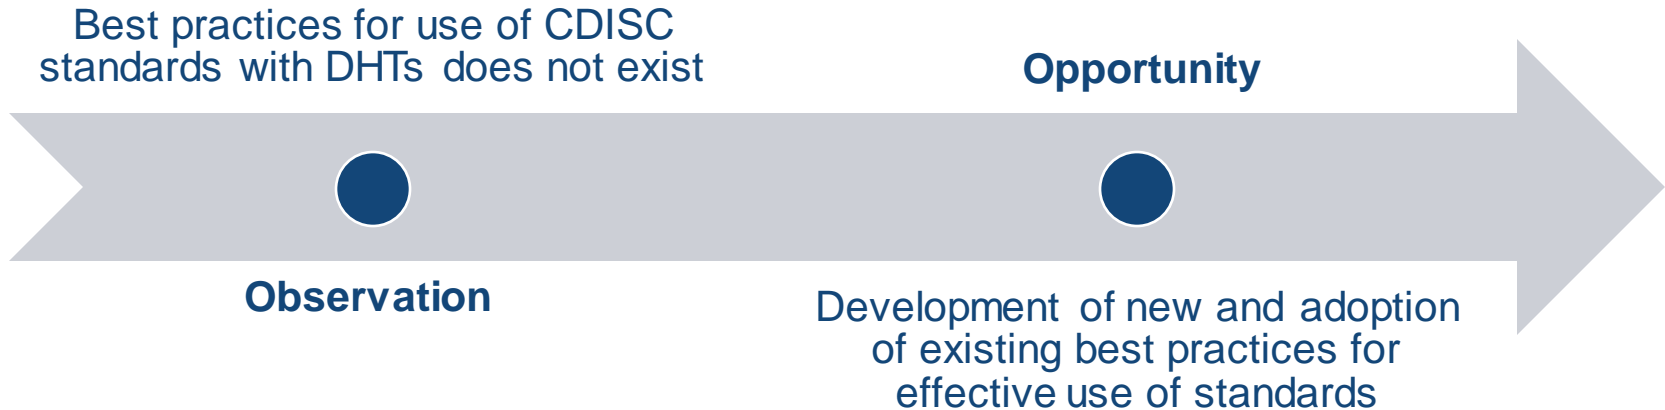 Best practices for use of CDISC
standards with DHTs does not exist
Observation
Opportunity
Development of new and adoption
of existing best practices for
effective use of standards